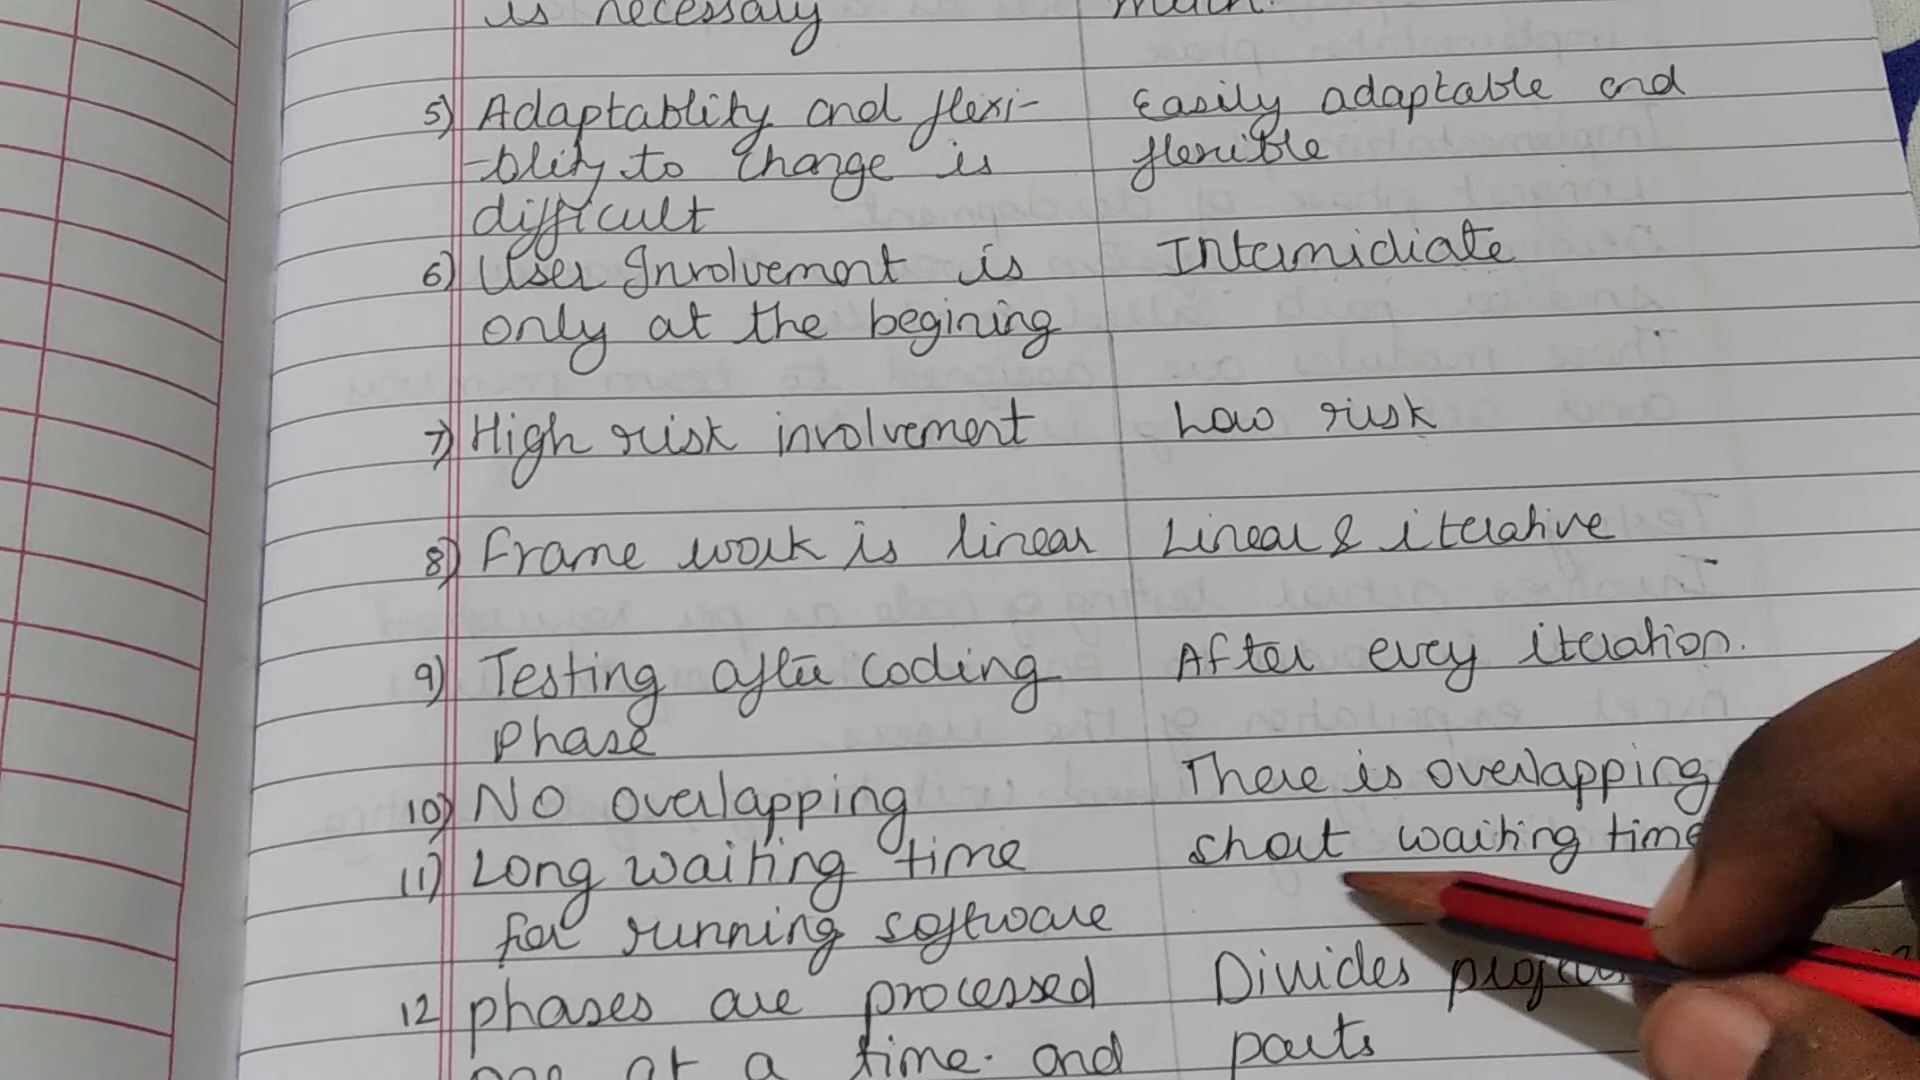 is necessary
much.
5) Adaptablity and flexi-
-blity to change is
difficult
Easily adaptable and
flexible
6) User Involvement is
only at the begining
Intamidiate
7) High risk involvement
Low risk
8) Frame work is linear
Linear & iterative
9) Testing after coding
phase
After every iteration.
10) No overlapping
There is overlapping
11) Long waiting time
for running software
Short waiting time
12 phases are processed
one at a time. and
Divides
parts